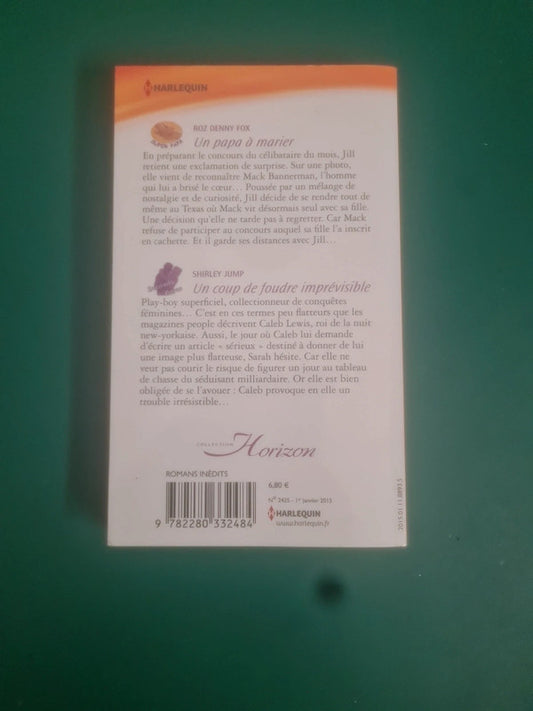 HARLEQUIN
ROZ DENNY FOX
SUPER PAPA
Un papa à marier
En préparant le concours du célibataire du mois, Jill
retient une exclamation de surprise. Sur une photo,
elle vient de reconnaître Mack Bannerman, l'homme
qui lui a brisé le cœur… Poussée par un mélange de
nostalgie et de curiosité, Jill décide de se rendre tout de
même au Texas où Mack vit désormais seul avec sa fille.
Une décision qu'elle ne tarde pas à regretter. Car Mack
refuse de participer au concours auquel sa fille l'a inscrit
en cachette. Et il garde ses distances avec Jill…
SHIRLEY JUMP
Un coup de foudre imprévisible
Play-boy superficiel, collectionneur de conquêtes
féminines… C'est en ces termes peu flatteurs que les
magazines people décrivent Caleb Lewis, roi de la nuit
new-yorkaise. Aussi, le jour où Caleb lui demande
d'écrire un article « sérieux » destiné à donner de lui
une image plus flatteuse, Sarah hésite. Car elle ne
veut pas courir le risque de figurer un jour au tableau
de chasse du séduisant milliardaire. Or elle est bien
obligée de se l'avouer : Caleb provoque en elle un
trouble irrésistible…
COLLECTION Horizon
ROMANS INÉDITS
6,80 €
N° 2425 - 1er janvier 2015
HARLEQUIN
www.harlequin.fr
9 782280 332484
2015.01.11.8893.5